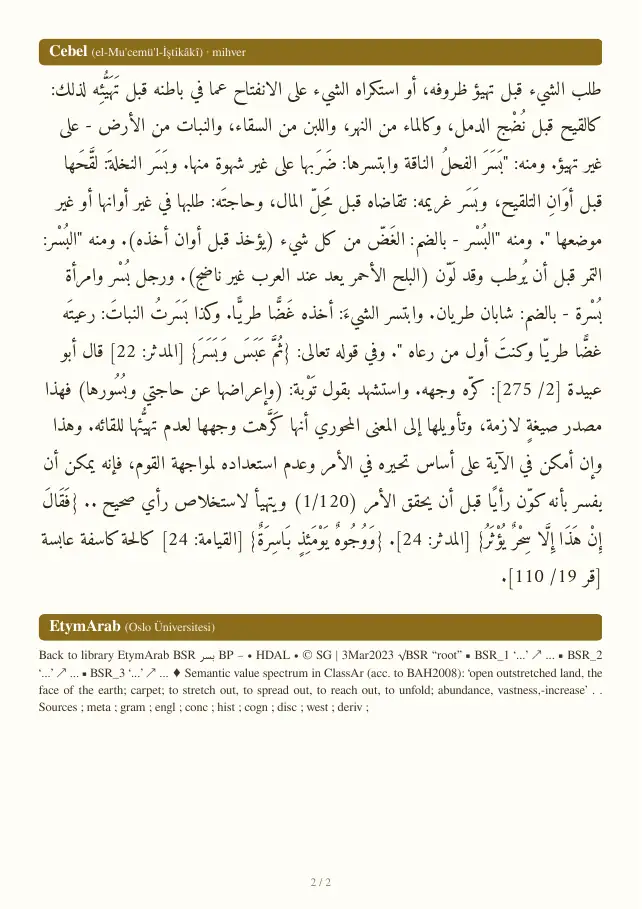 Cebel (el-Mu'cemü'l-İştikâkî) · mihver
طلب الشيء قبل تهيؤ ظروفه، أو استكراه الشيء على الانفتاح عما في باطنه قبل تَهَيُّئِه لذلك:
كالقيح قبل نُضْج الدمل، وكالماء من النهر، واللبن من السقاء، والنبات من الأرض - على
غير تهيؤ. ومنه: "بَسَرَ الفحلُ الناقة وابتسرها: ضَرَبها على غير شهوة منها. وبَسَر النخلةَ: لَقَّحَها
قبل أوَانِ التلقيح، وبَسَر غريمه: تقاضاه قبل مَحِلّ المال، وحاجتَه: طلبها في غير أوانها أو غير
موضعها ". ومنه "البُسْر - بالضم: الغَضّ من كل شيء (يؤخذ قبل أوان أخذه). ومنه "البُسْر:
التمر قبل أن يُرطب وقد لَوّن (البلح الأحمر يعد عند العرب غير ناضج). ورجل بُسْر وامرأة
بُسْرة - بالضم: شابان طريان. وابتسر الشيءَ: أخذه غَضًّا طريًّا. وكذا بَسَرتُ النباتَ: رعيتَه
غضًّا طريّا وكنتَ أول من رعاه ". وفي قوله تعالى: {ثُمَّ عَبَسَ وَبَسَرَ} [المدثر: 22] قال أبو
عبيدة [2/ 275]: كرّه وجهه. واستشهد بقول تَوْبة: (وإعراضها عن حاجتي وبُسُورها) فهذا
مصدر صيغةٍ لازمة، وتأويلها إلى المعنى المحوري أنها كَرَّهت وجهها لعدم تهيُّها للقائه. وهذا
وإن أمكن في الآية على أساس تحيره في الأمر وعدم استعداده لمواجهة القوم، فإنه يمكن أن
يفسر بأنه كوّن رأيًا قبل أن يحقق الأمر (1/120) ويتهيأ لاستخلاص رأي صحيح .. {فَقَالَ
إِنْ هَذَا إِلَّا سِحْرٌ يُؤْثَرُ} [المدثر: 24]. {وَوُجُوهٌ يَوْمَئِذٍ بَاسِرَةٌ} [القيامة: 24] كالحة كاسفة عابسة
[قر 19/ 110].
EtymArab (Oslo Üniversitesi)
Back to library EtymArab BSR بسر BP – • HDAL • © SG | 3Mar2023 √BSR “root” ▪ BSR_1 ‘...’ ↗ ... ▪ BSR_2
‘...’ ↗ ... ▪ BSR_3 ‘...’ ↗ ... ♦ Semantic value spectrum in ClassAr (acc. to BAH2008): ‘open outstretched land, the
face of the earth; carpet; to stretch out, to spread out, to reach out, to unfold; abundance, vastness,-increase’ . .
Sources ; meta ; gram ; engl ; conc ; hist ; cogn ; disc ; west ; deriv ;
2 / 2